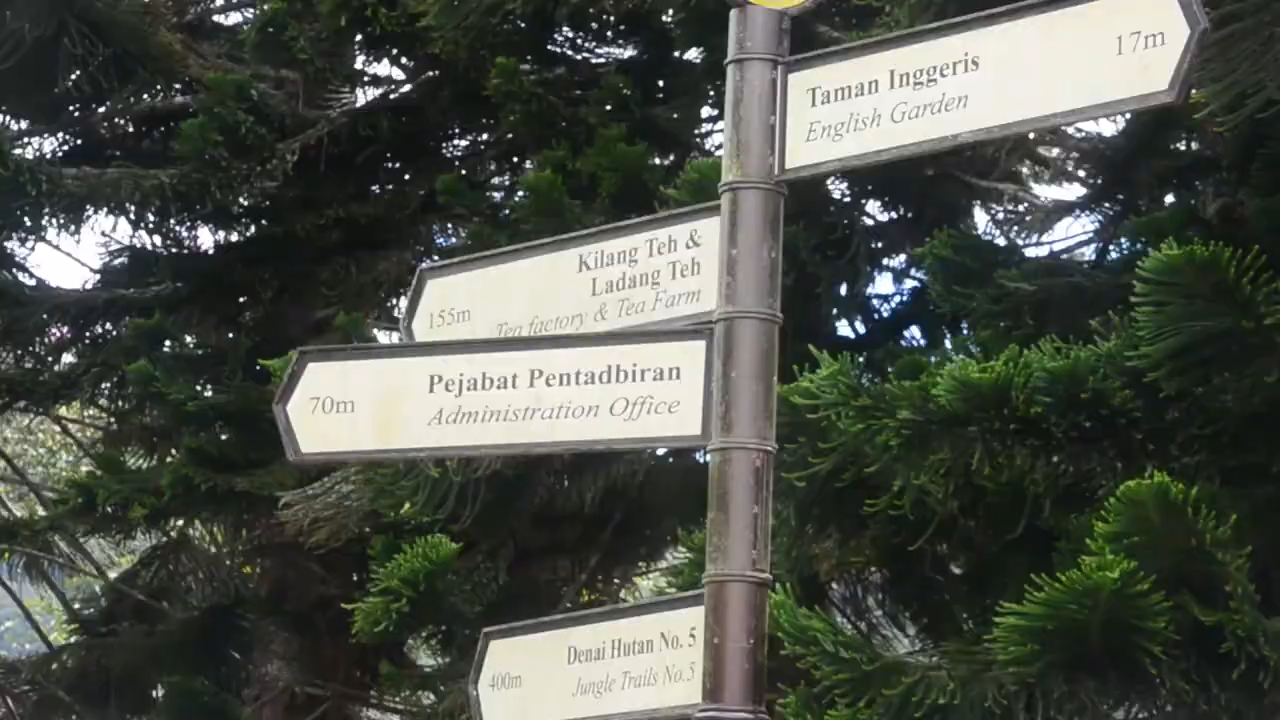 17m
Taman Inggeris
English Garden
Kilang Teh &
Ladang Teh
155m
Tea factory & Tea Farm
Pejabat Pentadbiran
70m
Administration Office
Denai Hutan No. 5
400m
Jungle Trails No.5